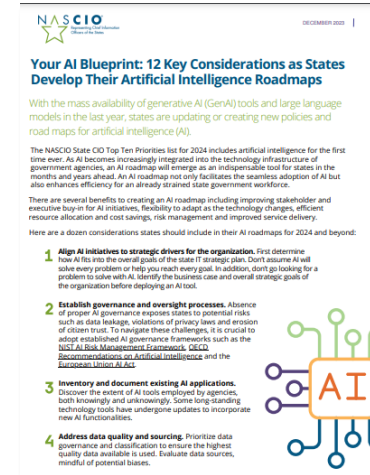 NASCIO
Representing Chief Information
Officers of the States
DECEMBER 2023
Your AI Blueprint: 12 Key Considerations as States
Develop Their Artificial Intelligence Roadmaps
With the mass availability of generative AI (GenAI) tools and large language
models in the last year, states are updating or creating new policies and
road maps for artificial intelligence (AI).
The NASCIO State CIO Top Ten Priorities list for 2024 includes artificial intelligence for the first
time ever. As AI becomes increasingly integrated into the technology infrastructure of
government agencies, an AI roadmap will emerge as an indispensable tool for states in the
months and years ahead. An AI roadmap not only facilitates the seamless adoption of AI but
also enhances efficiency for an already strained state government workforce.
There are several benefits to creating an AI roadmap including improving stakeholder and
executive buy-in for AI initiatives, flexibility to adapt as the technology changes, efficient
resource allocation and cost savings, risk management and improved service delivery.
Here are a dozen considerations states should include in their AI roadmaps for 2024 and beyond:
1 Align AI initiatives to strategic drivers for the organization. First determine
how AI fits into the overall goals of the state IT strategic plan. Don't assume AI will
solve every problem or help you reach every goal. In addition, don't go looking for a
problem to solve with AI. Identify the business case and overall strategic goals of
the organization before deploying an AI tool.
2 Establish governance and oversight processes. Absence
of proper AI governance exposes states to potential risks
such as data leakage, violations of privacy laws and erosion
of citizen trust. To navigate these challenges, it is crucial to
adopt established AI governance frameworks such as the
NIST AI Risk Management Framework, OECD
Recommendations on Artificial Intelligence and the
European Union AI Act.
3 Inventory and document existing AI applications.
Discover the extent of AI tools employed by agencies,
both knowingly and unknowingly. Some long-standing
technology tools have undergone updates to incorporate
new AI functionalities.
4 Address data quality and sourcing. Prioritize data
governance and classification to ensure the highest
quality data available is used. Evaluate data sources,
mindful of potential biases.
AI